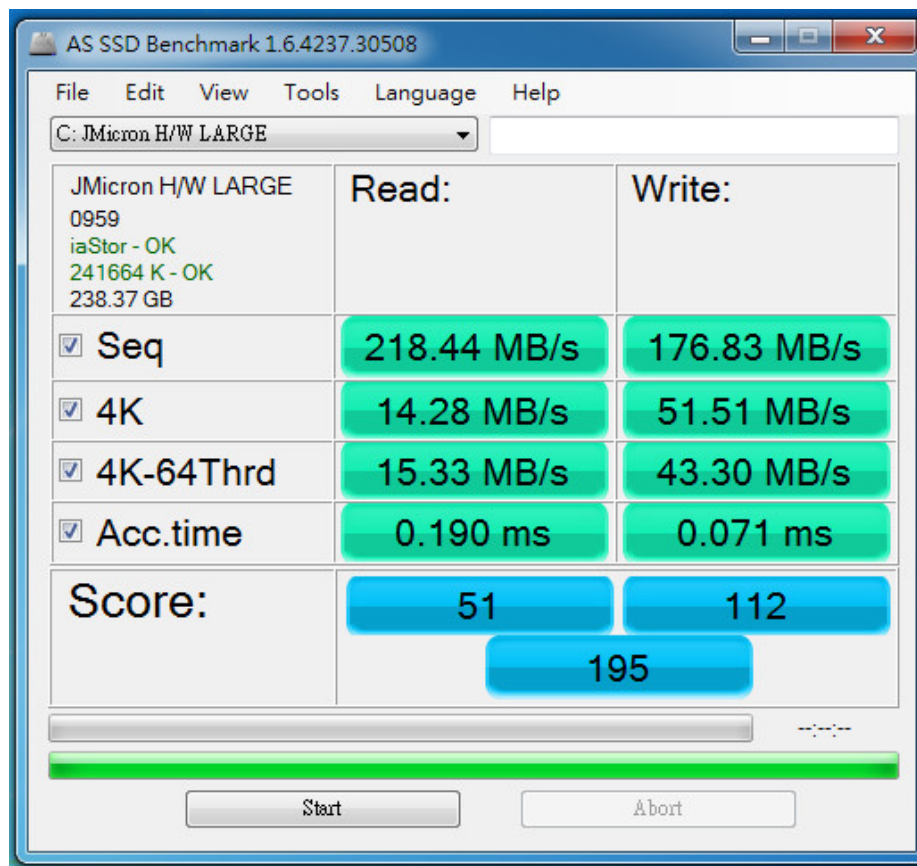 AS SSD Benchmark 1.6.4237.30508
File Edit View Tools Language Help
C: JMicron H/W LARGE
JMicron H/W LARGE
0959
iaStor - OK
241664 K - OK
238.37 GB
Read: Write:
Seq 218.44 MB/s 176.83 MB/s
4K 14.28 MB/s 51.51 MB/s
4K-64Thrd 15.33 MB/s 43.30 MB/s
Acc.time 0.190 ms 0.071 ms
Score: 51 112
195
--:--:--
Start Abort